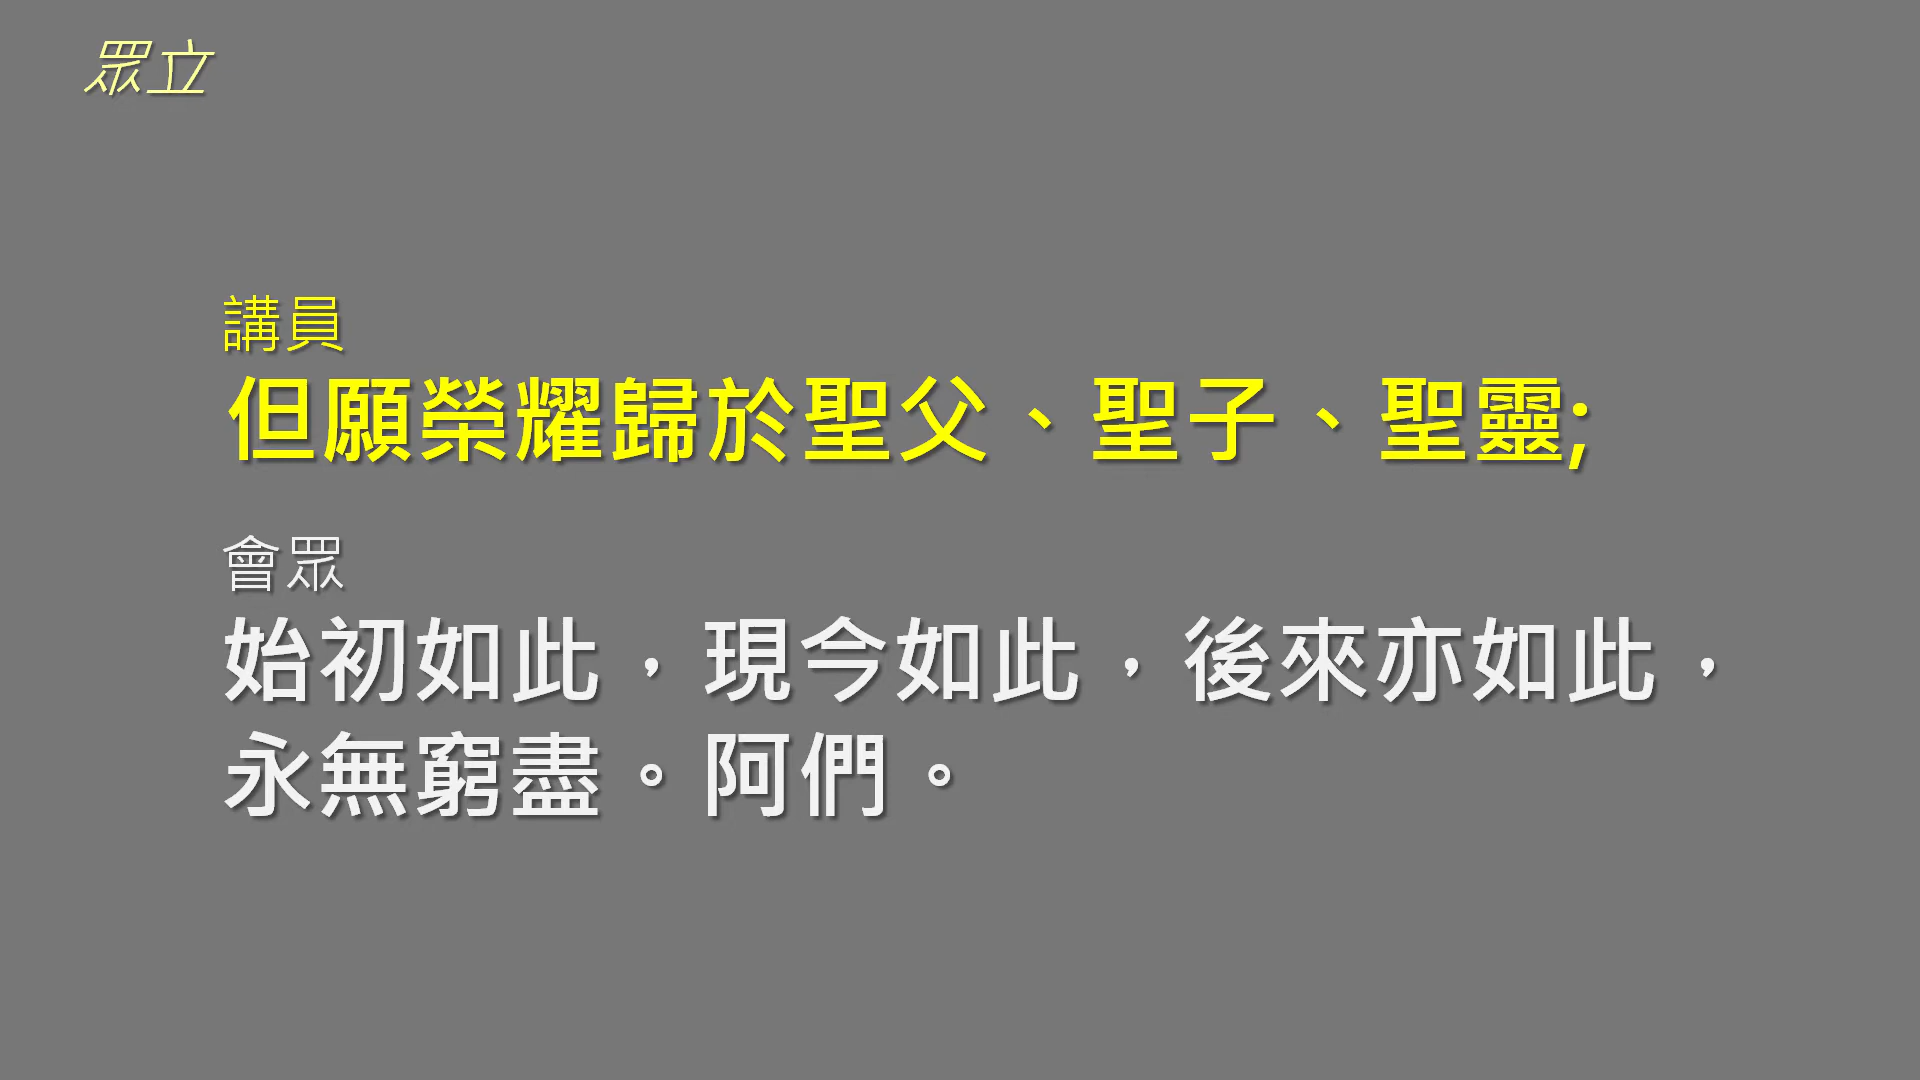 眾立
講員
但願榮耀歸於聖父、聖子、聖靈;
會眾
始初如此，現今如此，後來亦如此，
永無窮盡。阿們。